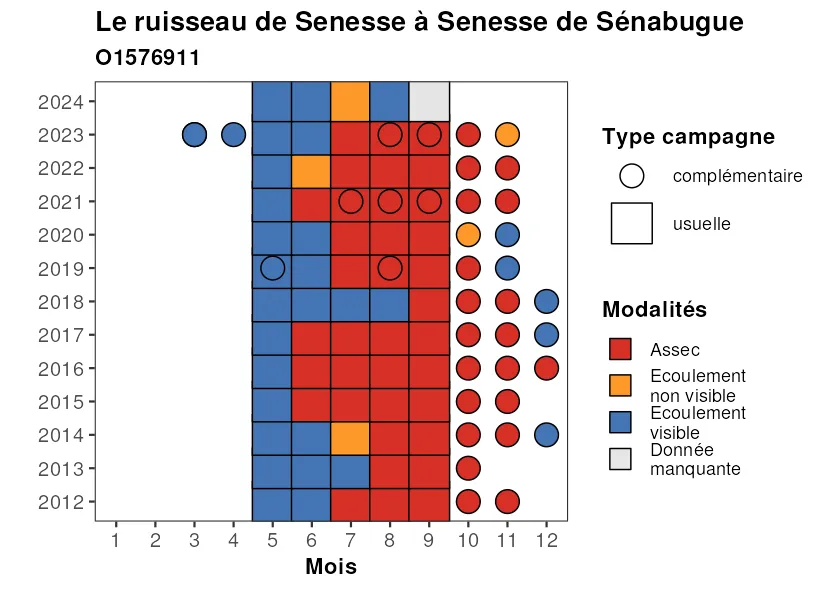 Le ruisseau de Senesse à Senesse de Sénabugue
O1576911
2024
2023
2022
2021
2020
2019
2018
2017
2016
2015
2014
2013
2012
1 2 3 4 5 6 7 8 9 10 11 12
Mois
Type campagne
complémentaire
usuelle
Modalités
Assec
Ecoulement
non visible
Ecoulement
visible
Donnée
manquante